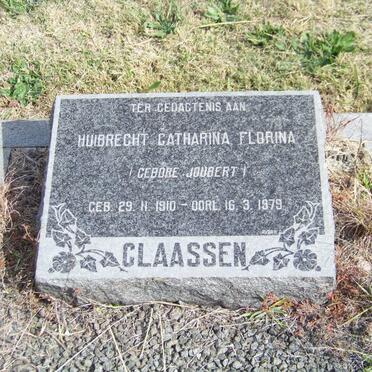 TER GEDAGTENIS AAN
HUIBRECHT CATHARINA FLORINA
(GEBORE JOUBERT)
GEB. 29. 11. 1910 - OORL. 16. 3. 1979
CLAASSEN